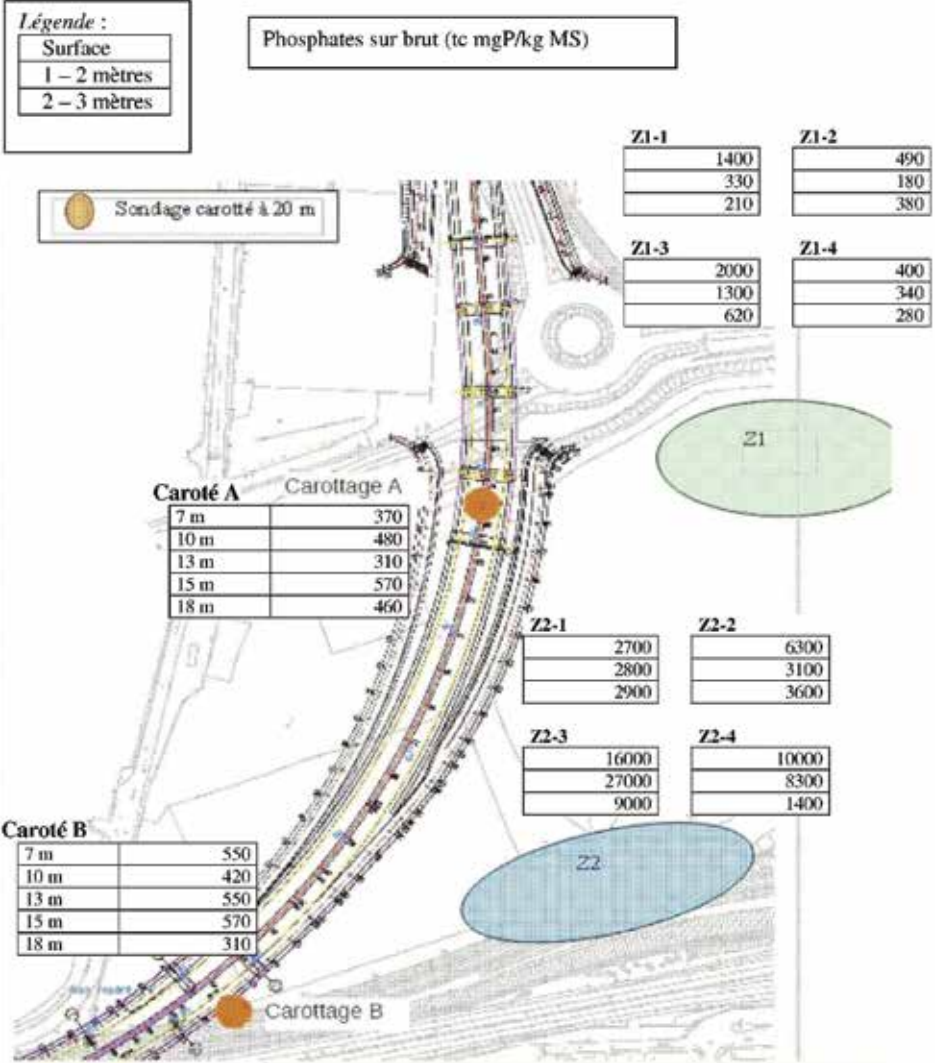 Légende :
Surface
1 – 2 mètres
2 – 3 mètres
Phosphates sur brut (tc mgP/kg MS)
Sondage carotté à 20 m
Z1-1
1400
330
210
Z1-2
490
180
380
Z1-3
2000
1300
620
Z1-4
400
340
280
Z1
Caroté A
Carottage A
7 m 370
10 m 480
13 m 310
15 m 570
18 m 460
Z2-1
2700
2800
2900
Z2-2
6300
3100
3600
Z2-3
16000
27000
9000
Z2-4
10000
8300
1400
Z2
Caroté B
7 m 550
10 m 420
13 m 550
15 m 570
18 m 310
Carottage B